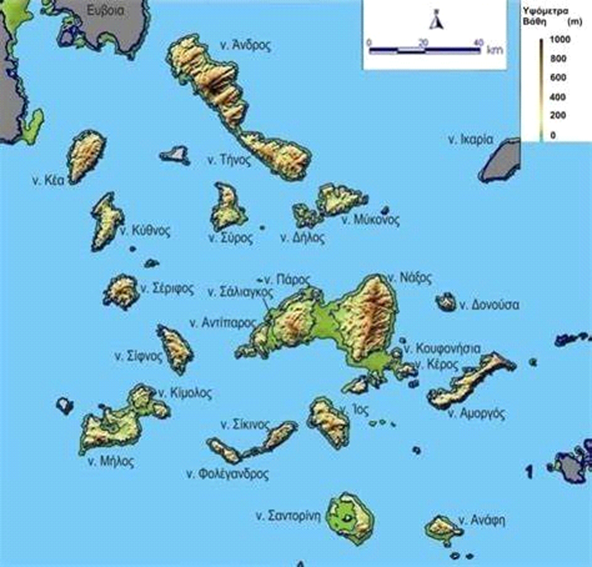 Ευβοια
Υψόμετρα
Βάθη (m)
1000
800
600
400
200
0
0 20 40 km
ν. Άνδρος
ν. Τήνος
ν. Ικαρία
ν. Κέα
ν. Κύθνος
ν. Σύρος
ν. Δήλος
ν. Μύκονος
ν. Σέριφος
ν. Πάρος
ν. Νάξος
ν. Σάλιαγκος
ν. Δονούσα
ν. Αντίπαρος
ν. Σίφνος
ν. Κουφονήσια
ν. Κέρος
ν. Κίμολος
ν. Ίος
ν. Αμοργός
ν. Σίκινος
ν. Μήλος
ν. Φολέγανδρος
1
ν. Σαντορίνη
ν. Ανάφη